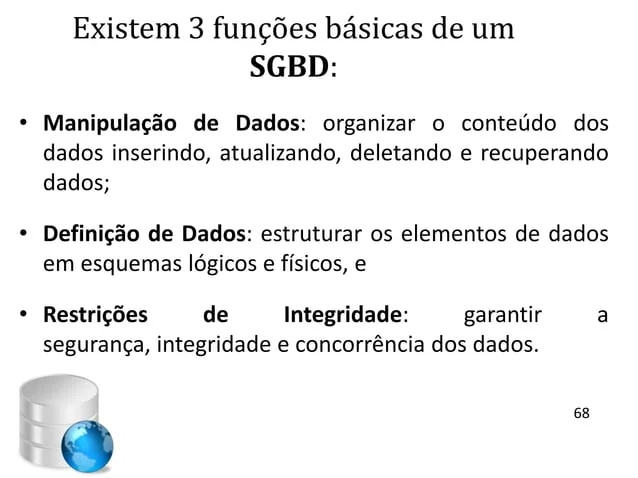 Existem 3 funções básicas de um
SGBD:
• Manipulação de Dados: organizar o conteúdo dos
dados inserindo, atualizando, deletando e recuperando
dados;
• Definição de Dados: estruturar os elementos de dados
em esquemas lógicos e físicos, e
• Restrições de Integridade: garantir a
segurança, integridade e concorrência dos dados.
68